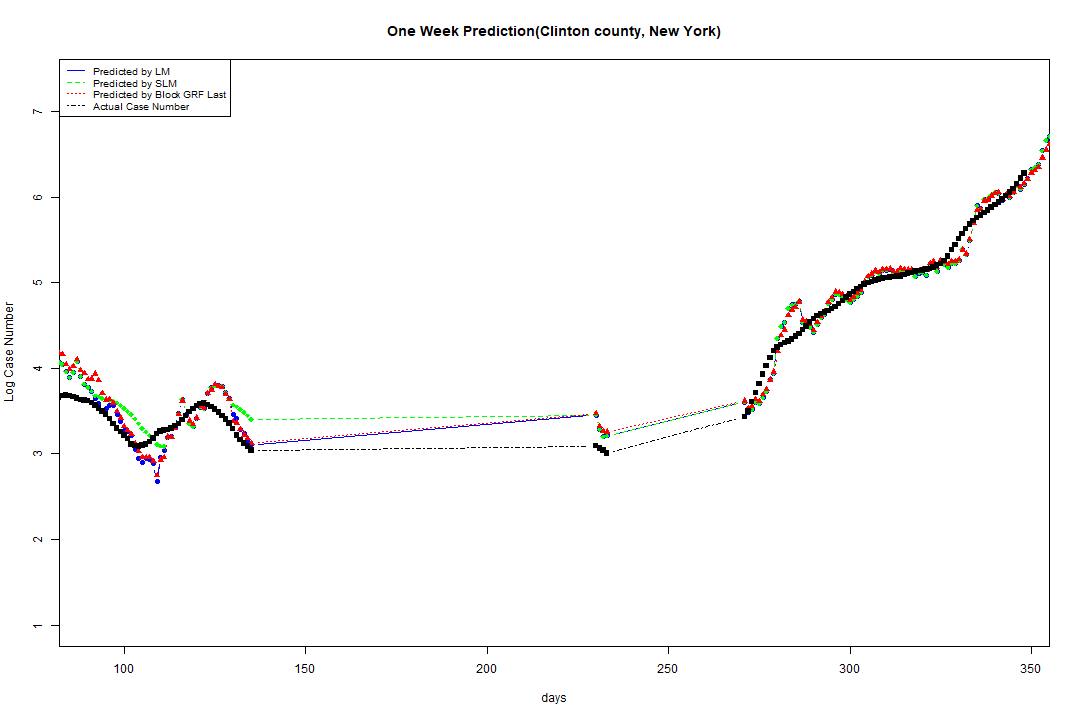 One Week Prediction(Clinton county, New York)
Predicted by LM
Predicted by SLM
Predicted by Block GRF Last
Actual Case Number
7
6
5
4
3
2
1
Log Case Number
100 150 200 250 300 350
days